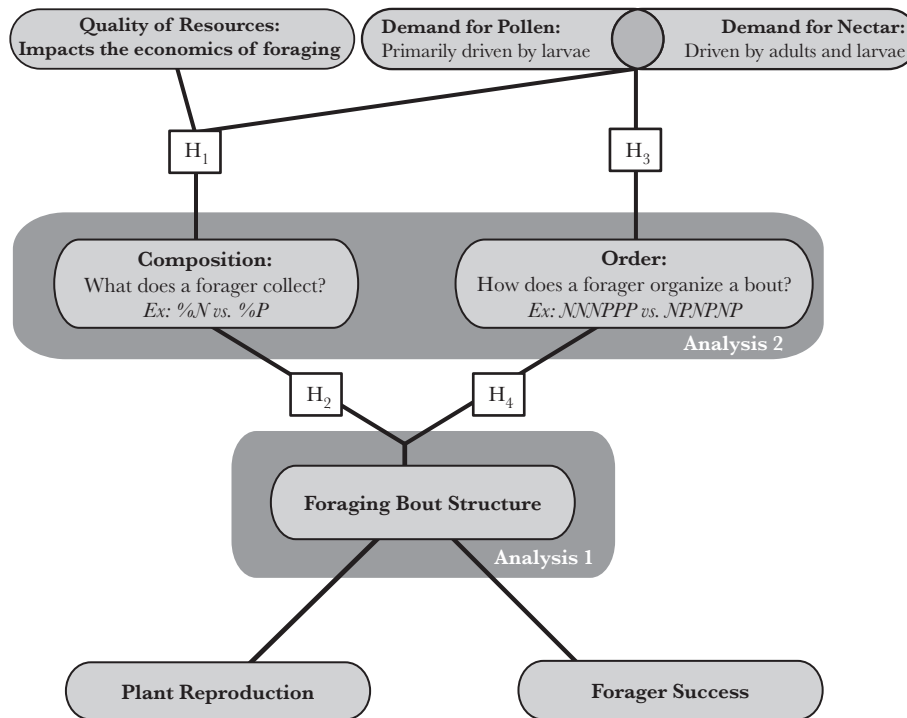 Quality of Resources:
Impacts the economics of foraging
Demand for Pollen:
Primarily driven by larvae
Demand for Nectar:
Driven by adults and larvae
H₁
H₃
Composition:
What does a forager collect?
Ex: %N vs. %P
Order:
How does a forager organize a bout?
Ex: NNNPPP vs. NPNPNP
Analysis 2
H₂
H₄
Foraging Bout Structure
Analysis 1
Plant Reproduction
Forager Success